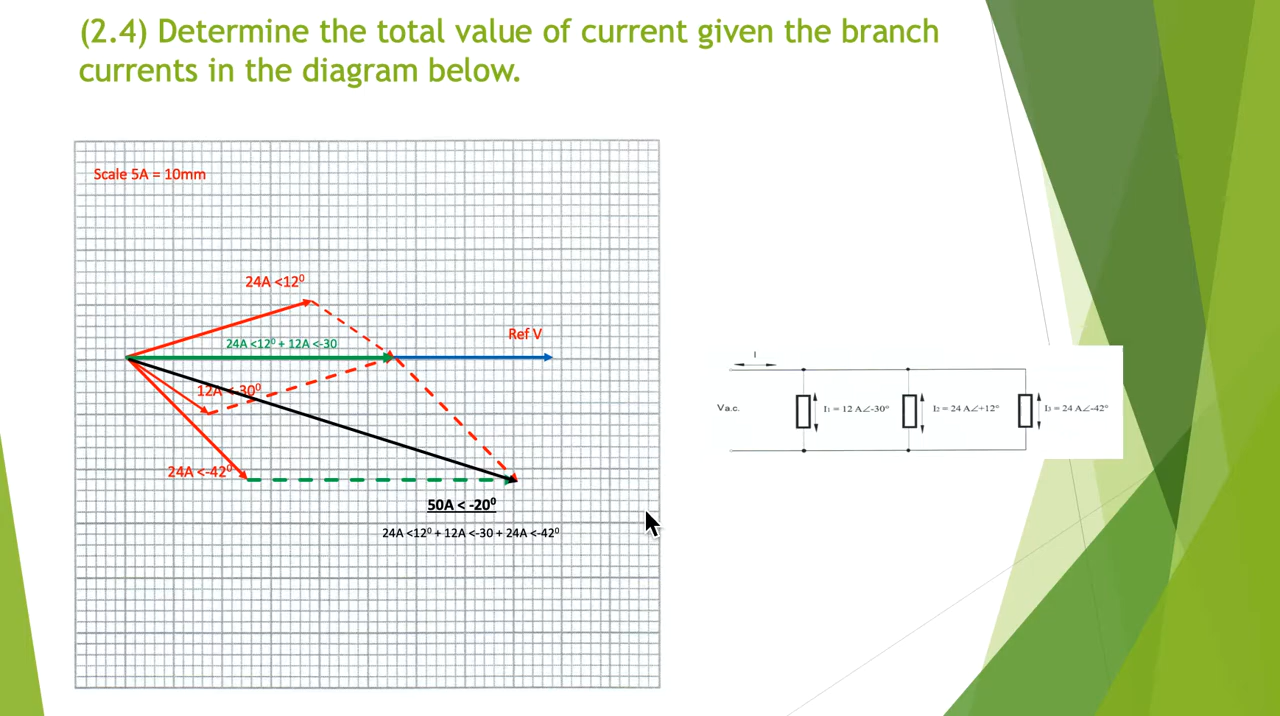 (2.4) Determine the total value of current given the branch
currents in the diagram below.
Scale 5A = 10mm
24A <12⁰
24A <12⁰ + 12A <-30
Ref V
12A < 30⁰
24A <-42⁰
50A < -20⁰
24A <12⁰ + 12A <-30 + 24A <-42⁰
I
Va.c.
I₁ = 12 A∠-30°
I₂ = 24 A∠+12°
I₃ = 24 A∠-42°